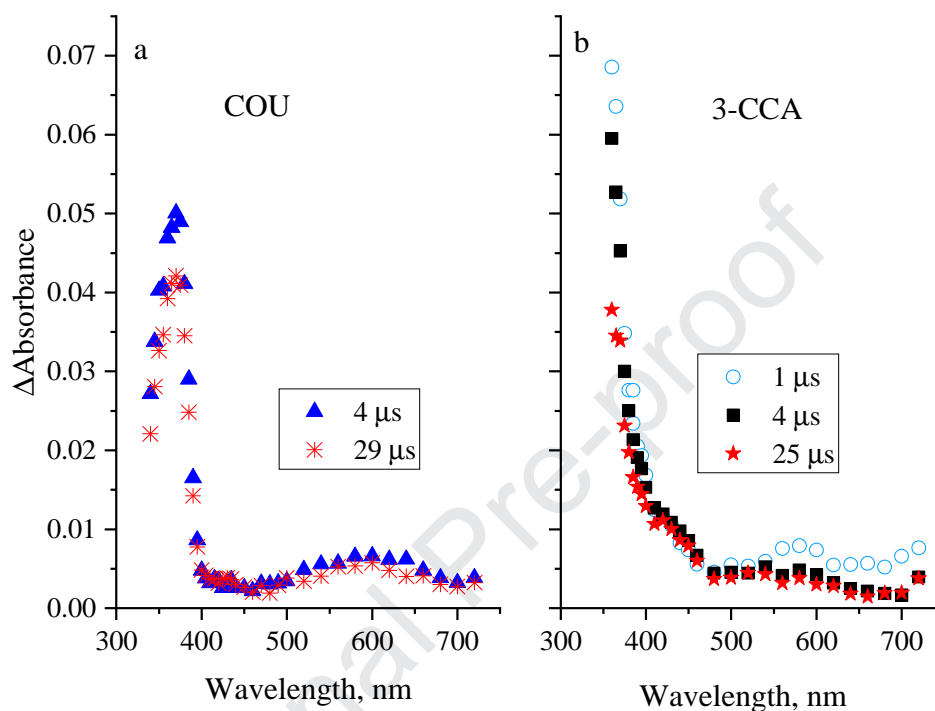 a
COU
0.07
0.06
0.05
0.04
0.03
0.02
0.01
0.00
ΔAbsorbance
4 μs
29 μs
300 400 500 600 700
Wavelength, nm
b
3-CCA
1 μs
4 μs
25 μs
300 400 500 600 700
Wavelength, nm
nal Pre-proof